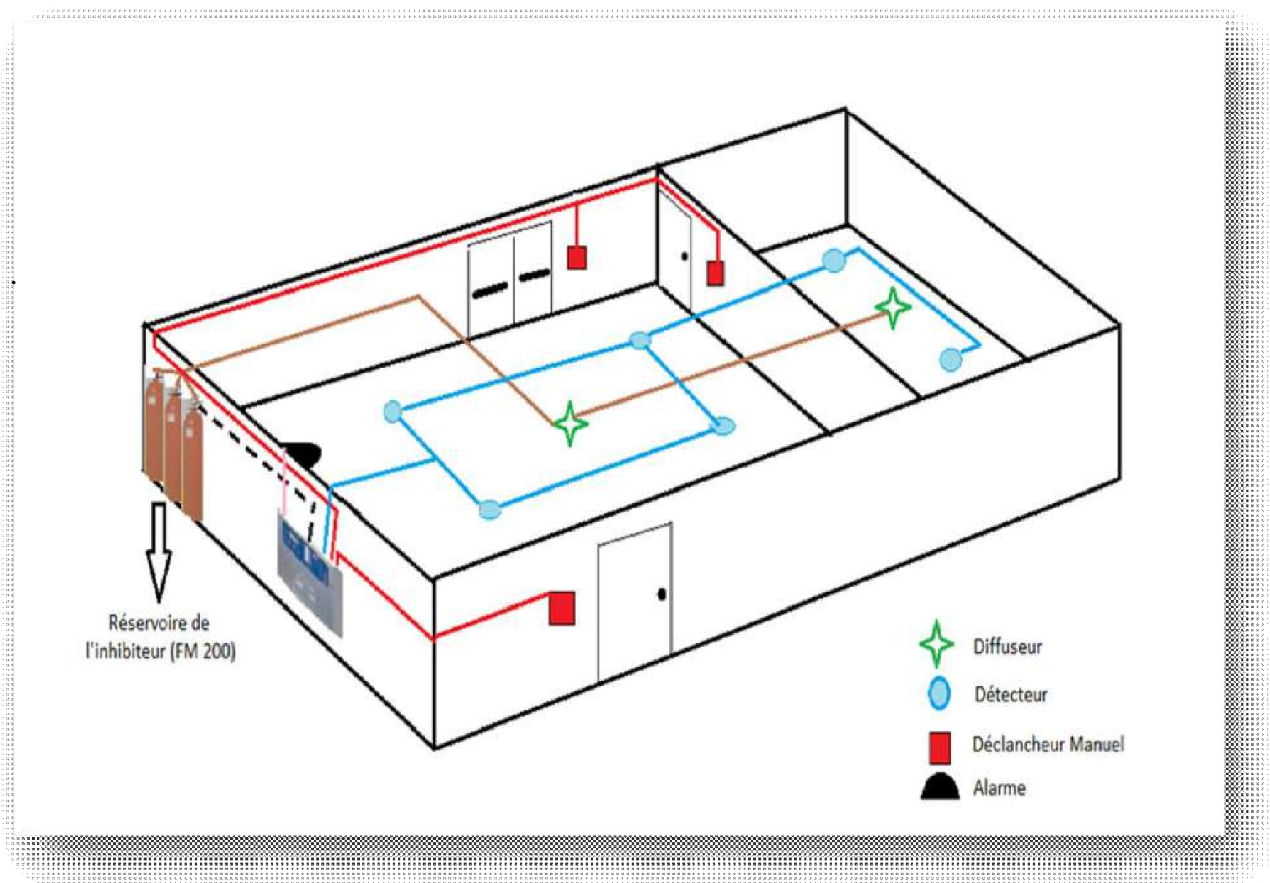 Réservoire de
l'inhibiteur (FM 200)
Diffuseur
Détecteur
Déclancheur Manuel
Alarme